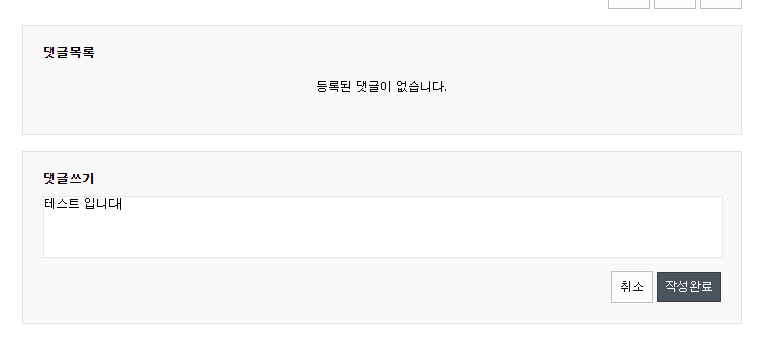 댓글목록
등록된 댓글이 없습니다.
댓글쓰기
테스트 입니다
취소
작성완료